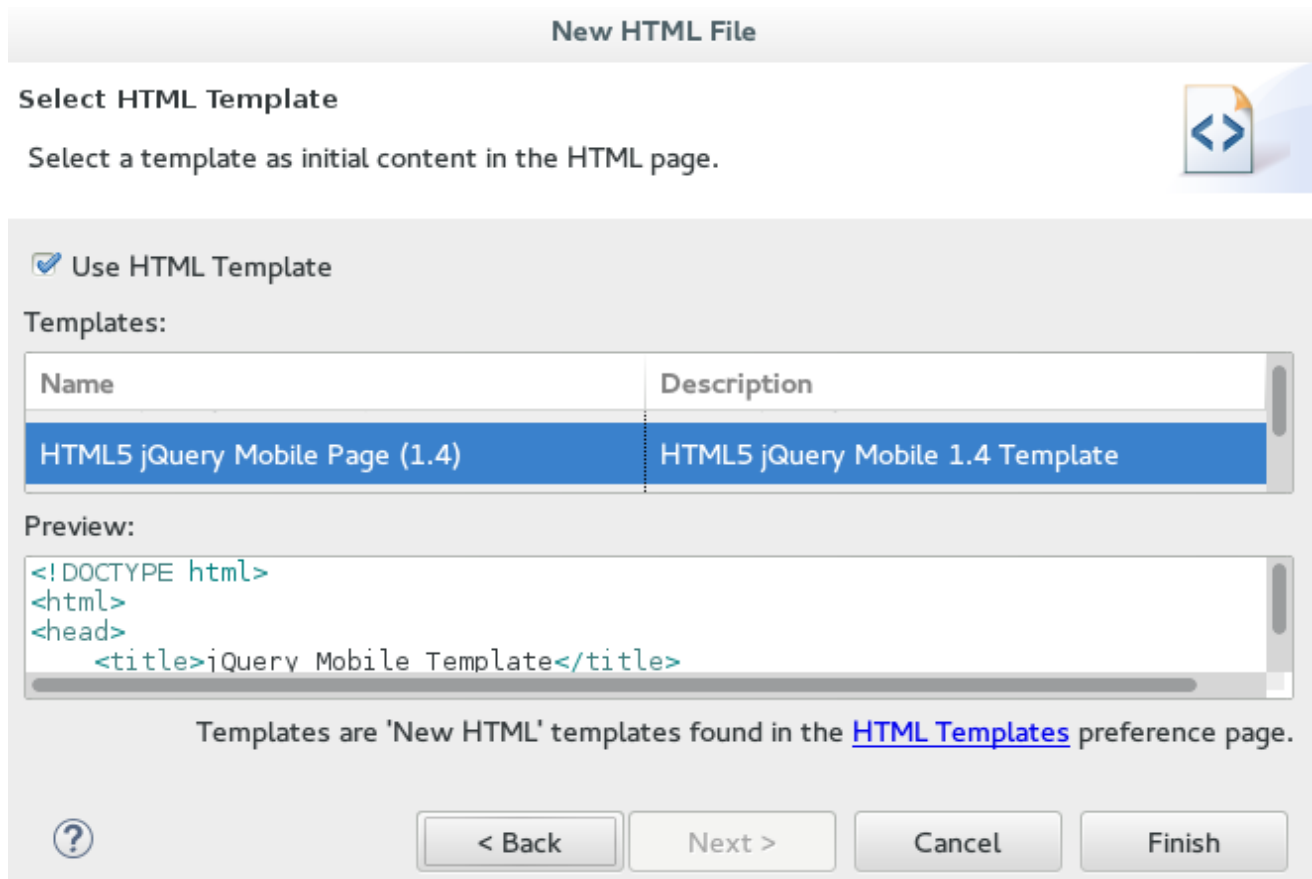 New HTML File
Select HTML Template
Select a template as initial content in the HTML page.
Use HTML Template
Templates:
Name Description
HTML5 jQuery Mobile Page (1.4) HTML5 jQuery Mobile 1.4 Template
Preview:
<!DOCTYPE html>
<html>
<head>
<title>jQuery Mobile Template</title>
Templates are 'New HTML' templates found in the HTML Templates preference page.
? < Back Next > Cancel Finish